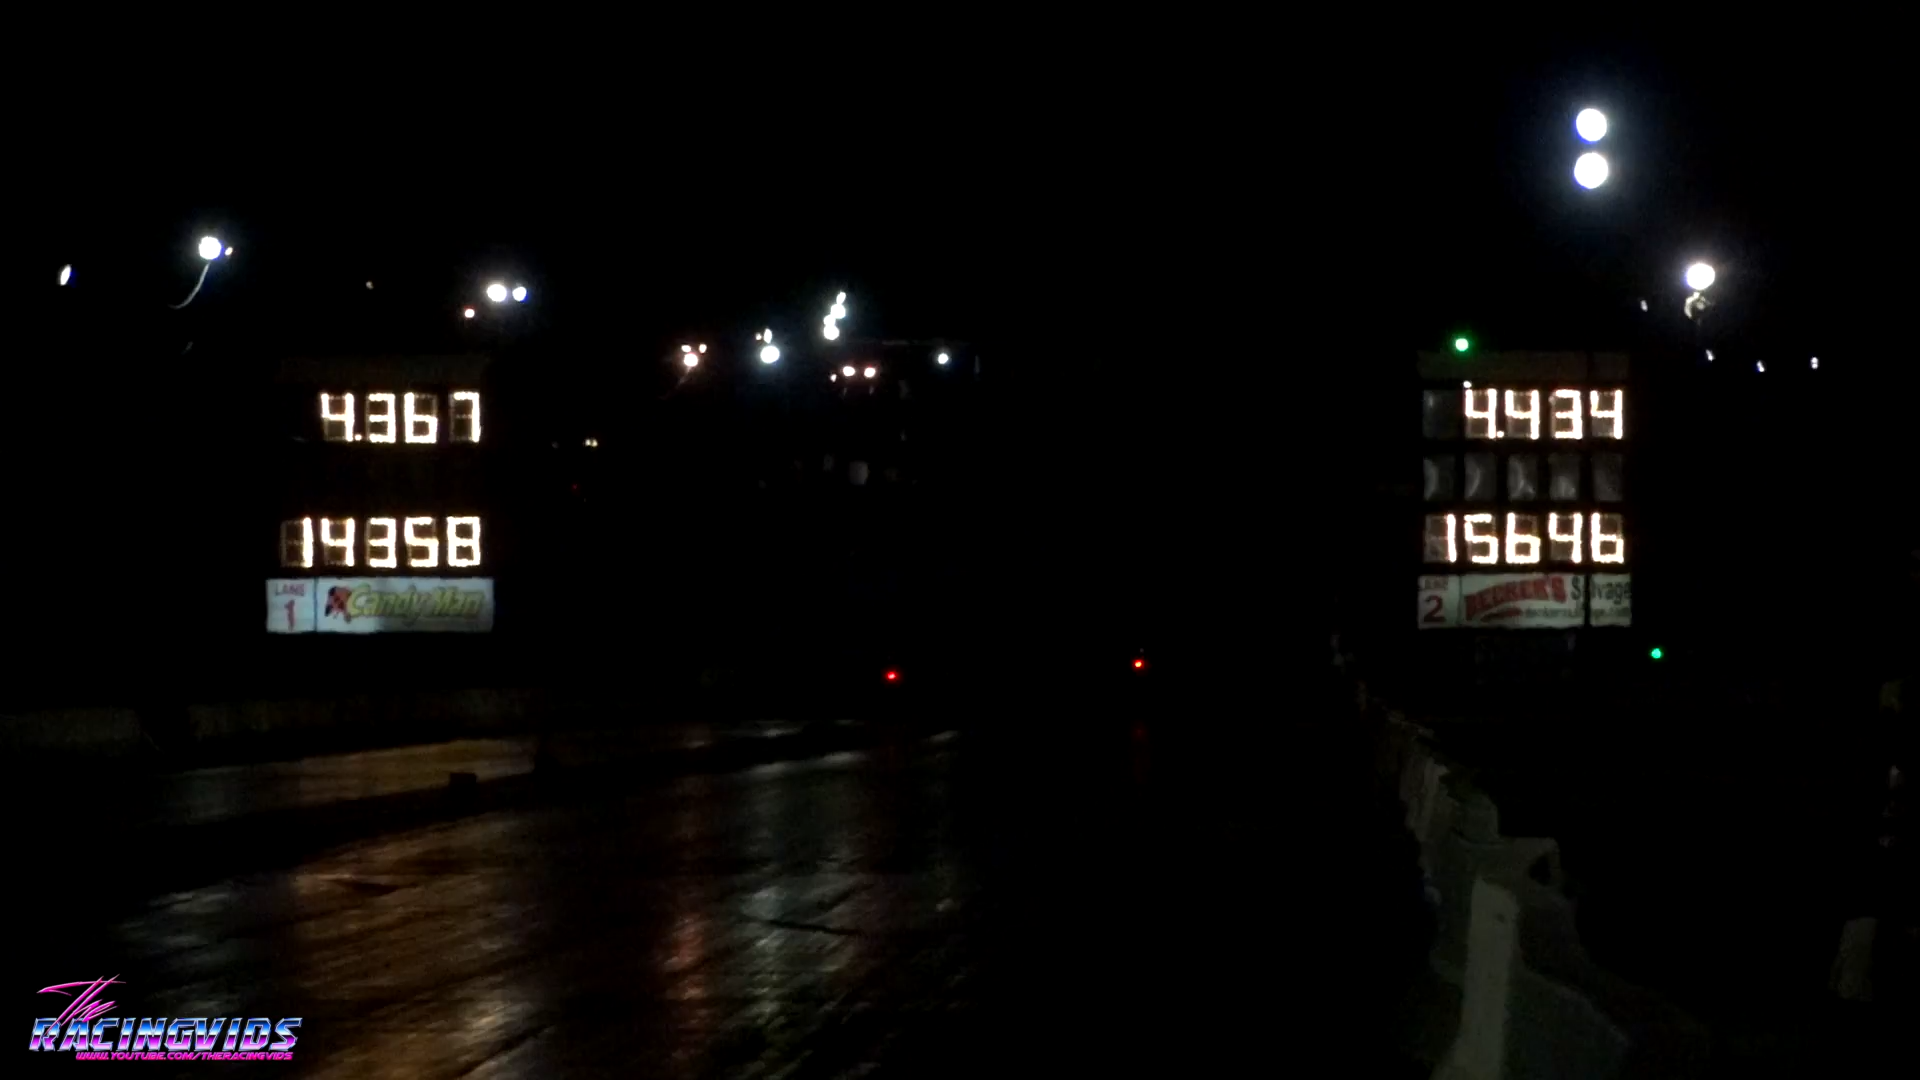 4.367
14358
LANE 1
Candy Man
4.434
15646
LANE 2
BECKER'S Salvage
The
RACINGVIDS
WWW.YOUTUBE.COM/THERACINGVIDS